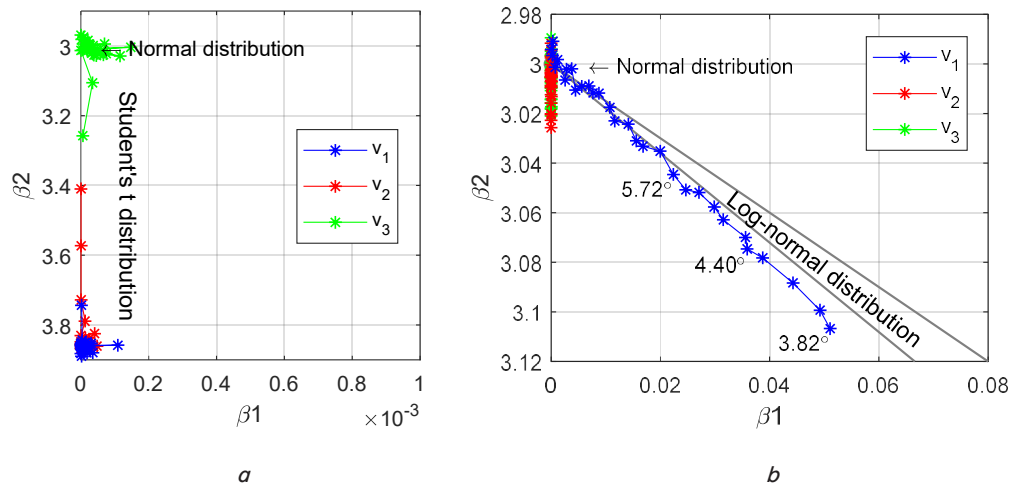 3
3.2
3.4
3.6
3.8
β2
← Normal distribution
Student's t distribution
v1
v2
v3
0
0.2
0.4
0.6
0.8
1
β1
×10-3
a
2.98
3
3.02
3.04
3.06
3.08
3.1
3.12
β2
← Normal distribution
v1
v2
v3
5.72°
4.40°
3.82°
Log-normal distribution
0
0.02
0.04
0.06
0.08
β1
b